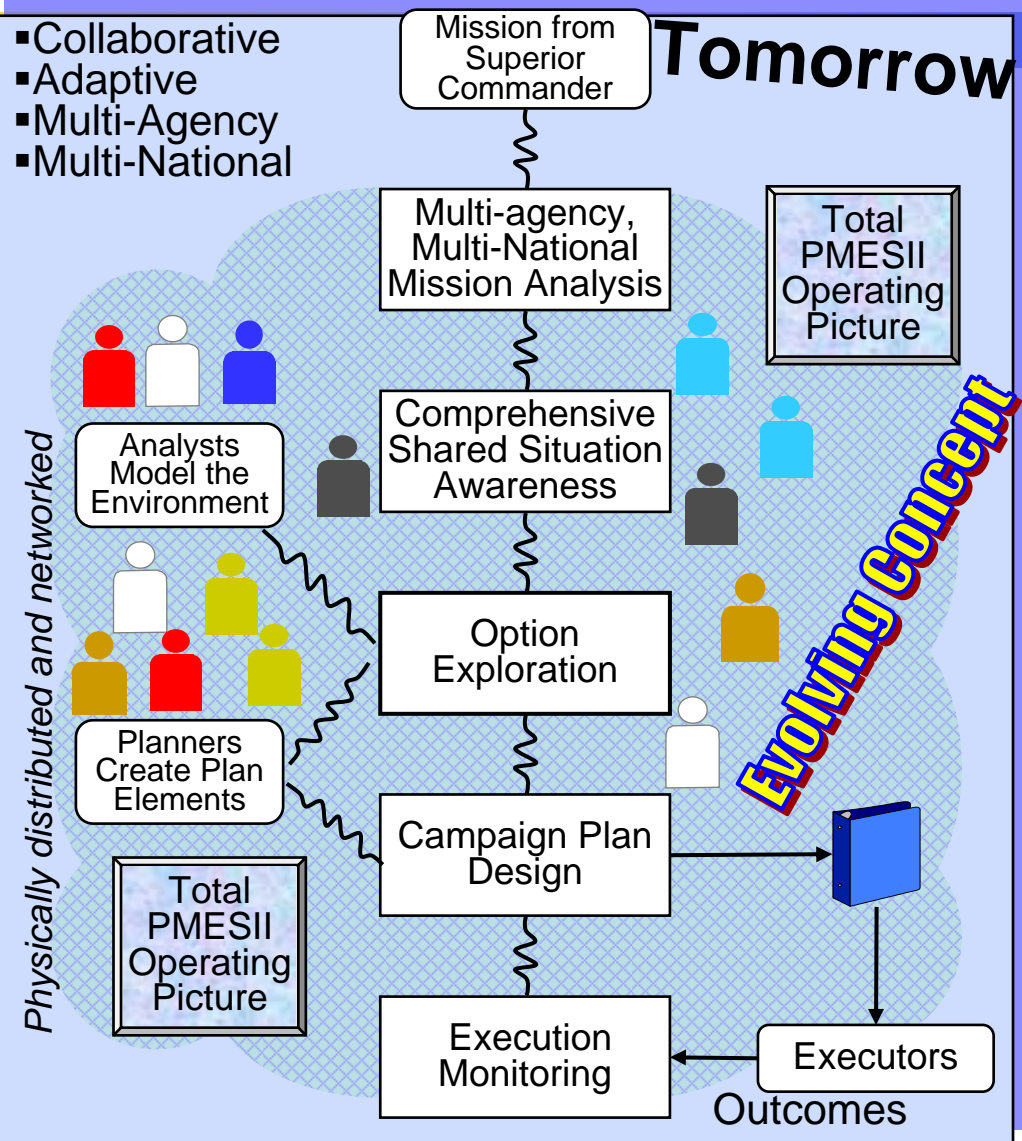 ▪Collaborative
▪Adaptive
▪Multi-Agency
▪Multi-National
Mission from
Superior
Commander
Tomorrow
Multi-agency,
Multi-National
Mission Analysis
Total
PMESII
Operating
Picture
Comprehensive
Shared Situation
Awareness
Analysts
Model the
Environment
Physically distributed and networked
Evolving Concept
Option
Exploration
Planners
Create Plan
Elements
Campaign Plan
Design
Total
PMESII
Operating
Picture
Execution
Monitoring
Executors
Outcomes